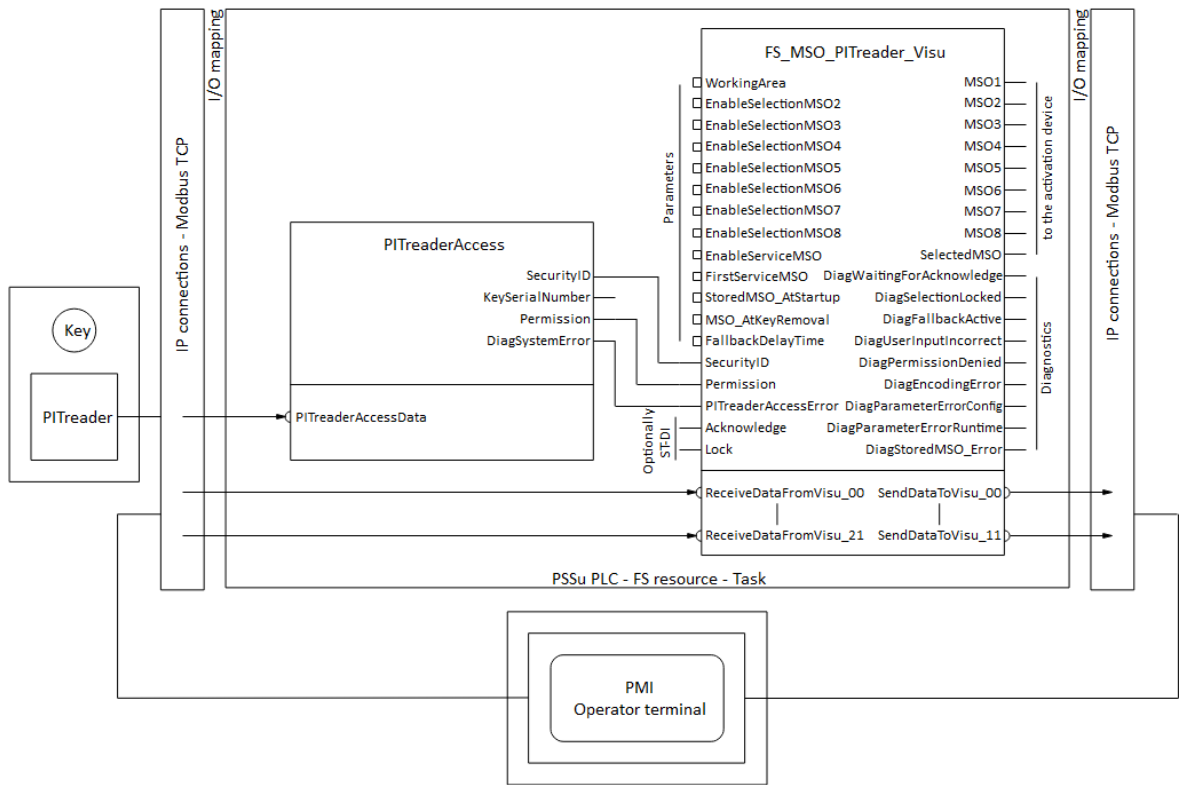 IP connections - Modbus TCP
I/O mapping
I/O mapping
IP connections - Modbus TCP
Key
PITreader
PITreaderAccess
SecurityID
KeySerialNumber
Permission
DiagSystemError
PITreaderAccessData
FS_MSO_PITreader_Visu
Parameters
WorkingArea
EnableSelectionMSO2
EnableSelectionMSO3
EnableSelectionMSO4
EnableSelectionMSO5
EnableSelectionMSO6
EnableSelectionMSO7
EnableSelectionMSO8
EnableServiceMSO
FirstServiceMSO
StoredMSO_AtStartup
MSO_AtKeyRemoval
FallbackDelayTime
SecurityID
Permission
PITreaderAccessError
Optionally
ST-DI
Acknowledge
Lock
MSO1
MSO2
MSO3
MSO4
MSO5
MSO6
MSO7
MSO8
SelectedMSO
to the activation device
DiagWaitingForAcknowledge
DiagSelectionLocked
DiagFallbackActive
DiagUserInputIncorrect
DiagPermissionDenied
DiagEncodingError
DiagParameterErrorConfig
DiagParameterErrorRuntime
DiagStoredMSO_Error
Diagnostics
ReceiveDataFromVisu_00
SendDataToVisu_00
ReceiveDataFromVisu_21
SendDataToVisu_11
PSSu PLC - FS resource - Task
PMI
Operator terminal